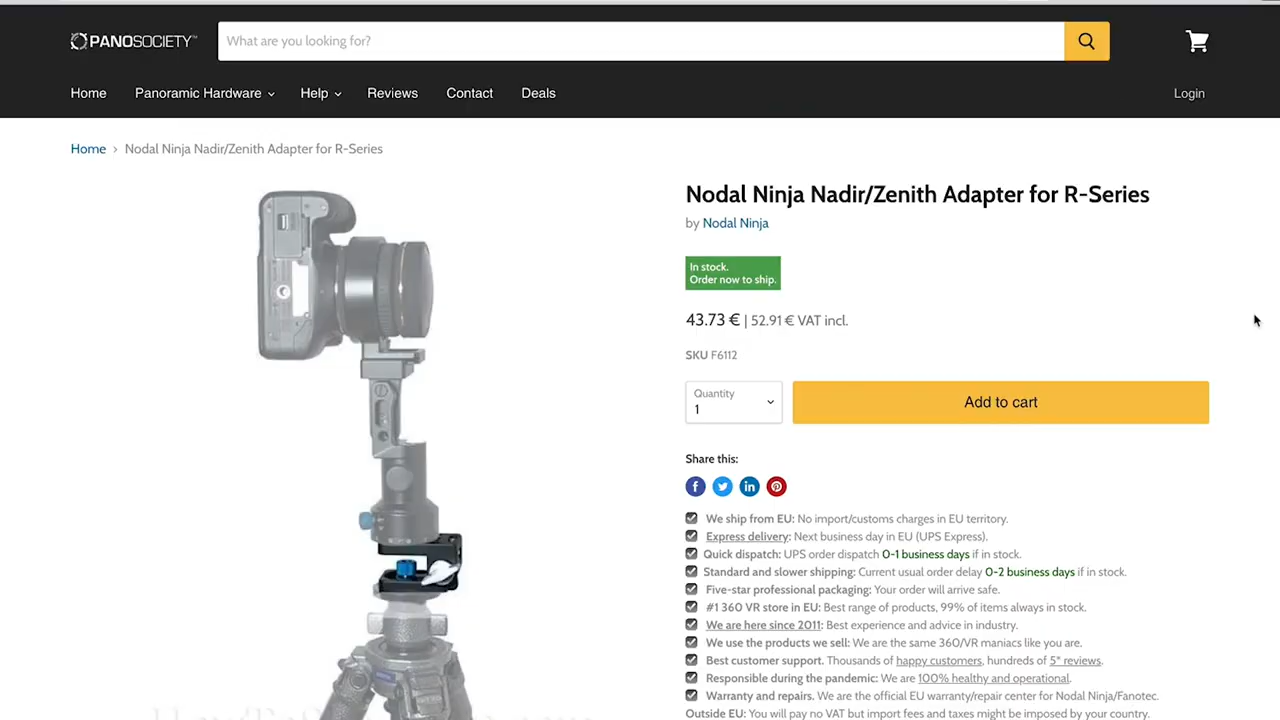 PANOSOCIETY™
What are you looking for?
Home
Panoramic Hardware
Help
Reviews
Contact
Deals
Login
Home › Nodal Ninja Nadir/Zenith Adapter for R-Series
Nodal Ninja Nadir/Zenith Adapter for R-Series
by Nodal Ninja
In stock.
Order now to ship.
43.73 € | 52.91 € VAT incl.
SKU F6112
Quantity
1
Add to cart
Share this:
We ship from EU: No import/customs charges in EU territory.
Express delivery: Next business day in EU (UPS Express).
Quick dispatch: UPS order dispatch 0-1 business days if in stock.
Standard and slower shipping: Current usual order delay 0-2 business days if in stock.
Five-star professional packaging: Your order will arrive safe.
#1 360 VR store in EU: Best range of products, 99% of items always in stock.
We are here since 2011: Best experience and advice in industry.
We use the products we sell: We are the same 360/VR maniacs like you are.
Best customer support. Thousands of happy customers, hundreds of 5* reviews.
Responsible during the pandemic: We are 100% healthy and operational.
Warranty and repairs. We are the official EU warranty/repair center for Nodal Ninja/Fanotec.
Outside EU: You will pay no VAT but import fees and taxes might be imposed by your country.